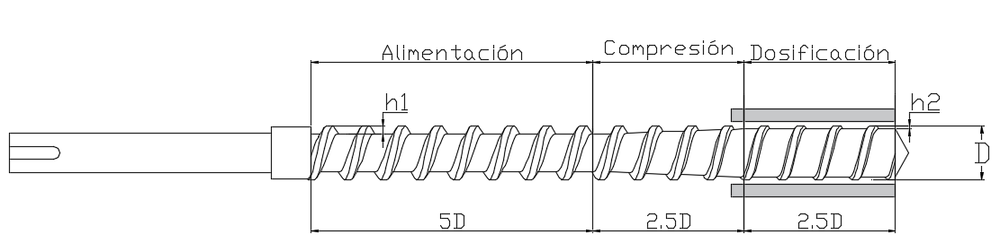 Alimentación
Compresión
Dosificación
h1
h2
D
5D
2.5D
2.5D